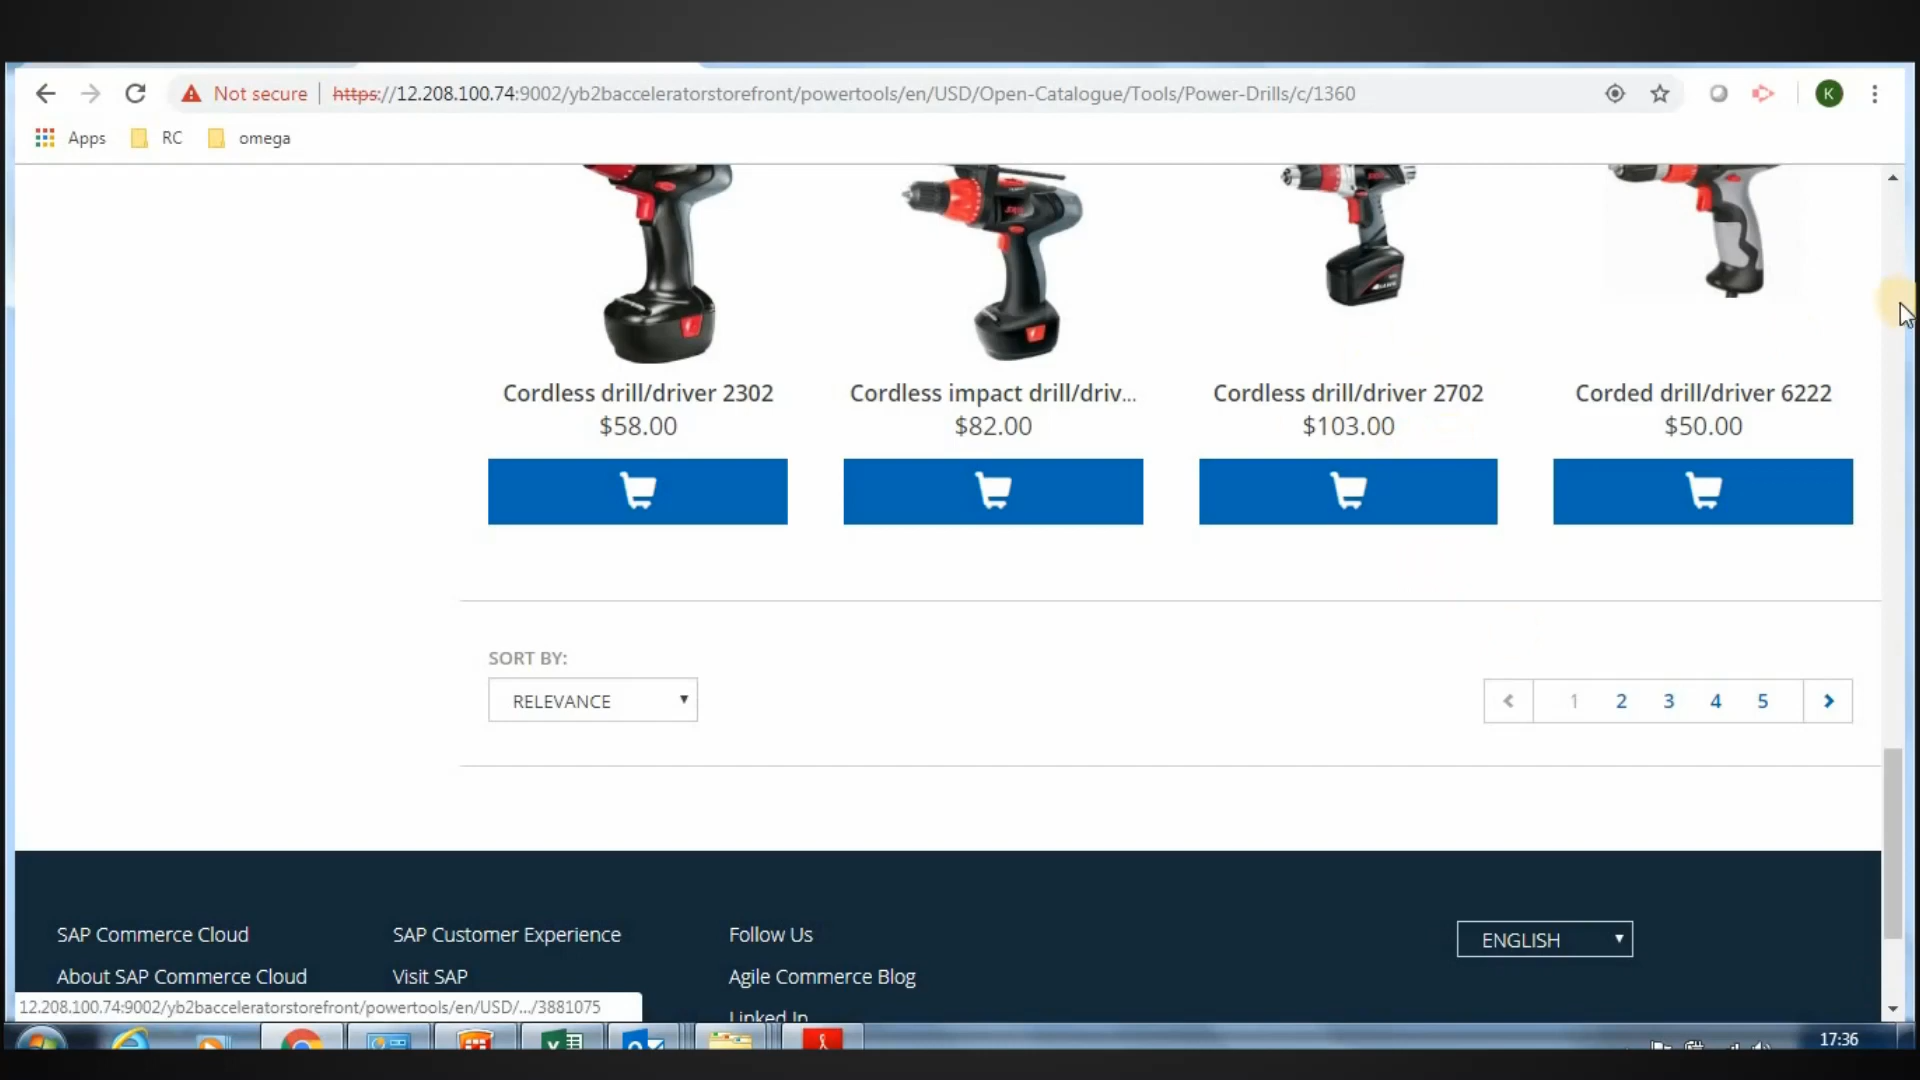 Not secure | https://12.208.100.74:9002/yb2bacceleratorstorefront/powertools/en/USD/Open-Catalogue/Tools/Power-Drills/c/1360
K
Apps RC omega
Cordless drill/driver 2302
$58.00
Cordless impact drill/driv...
$82.00
Cordless drill/driver 2702
$103.00
Corded drill/driver 6222
$50.00
SORT BY:
RELEVANCE
1 2 3 4 5
SAP Commerce Cloud
About SAP Commerce Cloud
SAP Customer Experience
Visit SAP
Follow Us
Agile Commerce Blog
Linked In
ENGLISH
12.208.100.74:9002/yb2bacceleratorstorefront/powertools/en/USD/.../3881075
17:36